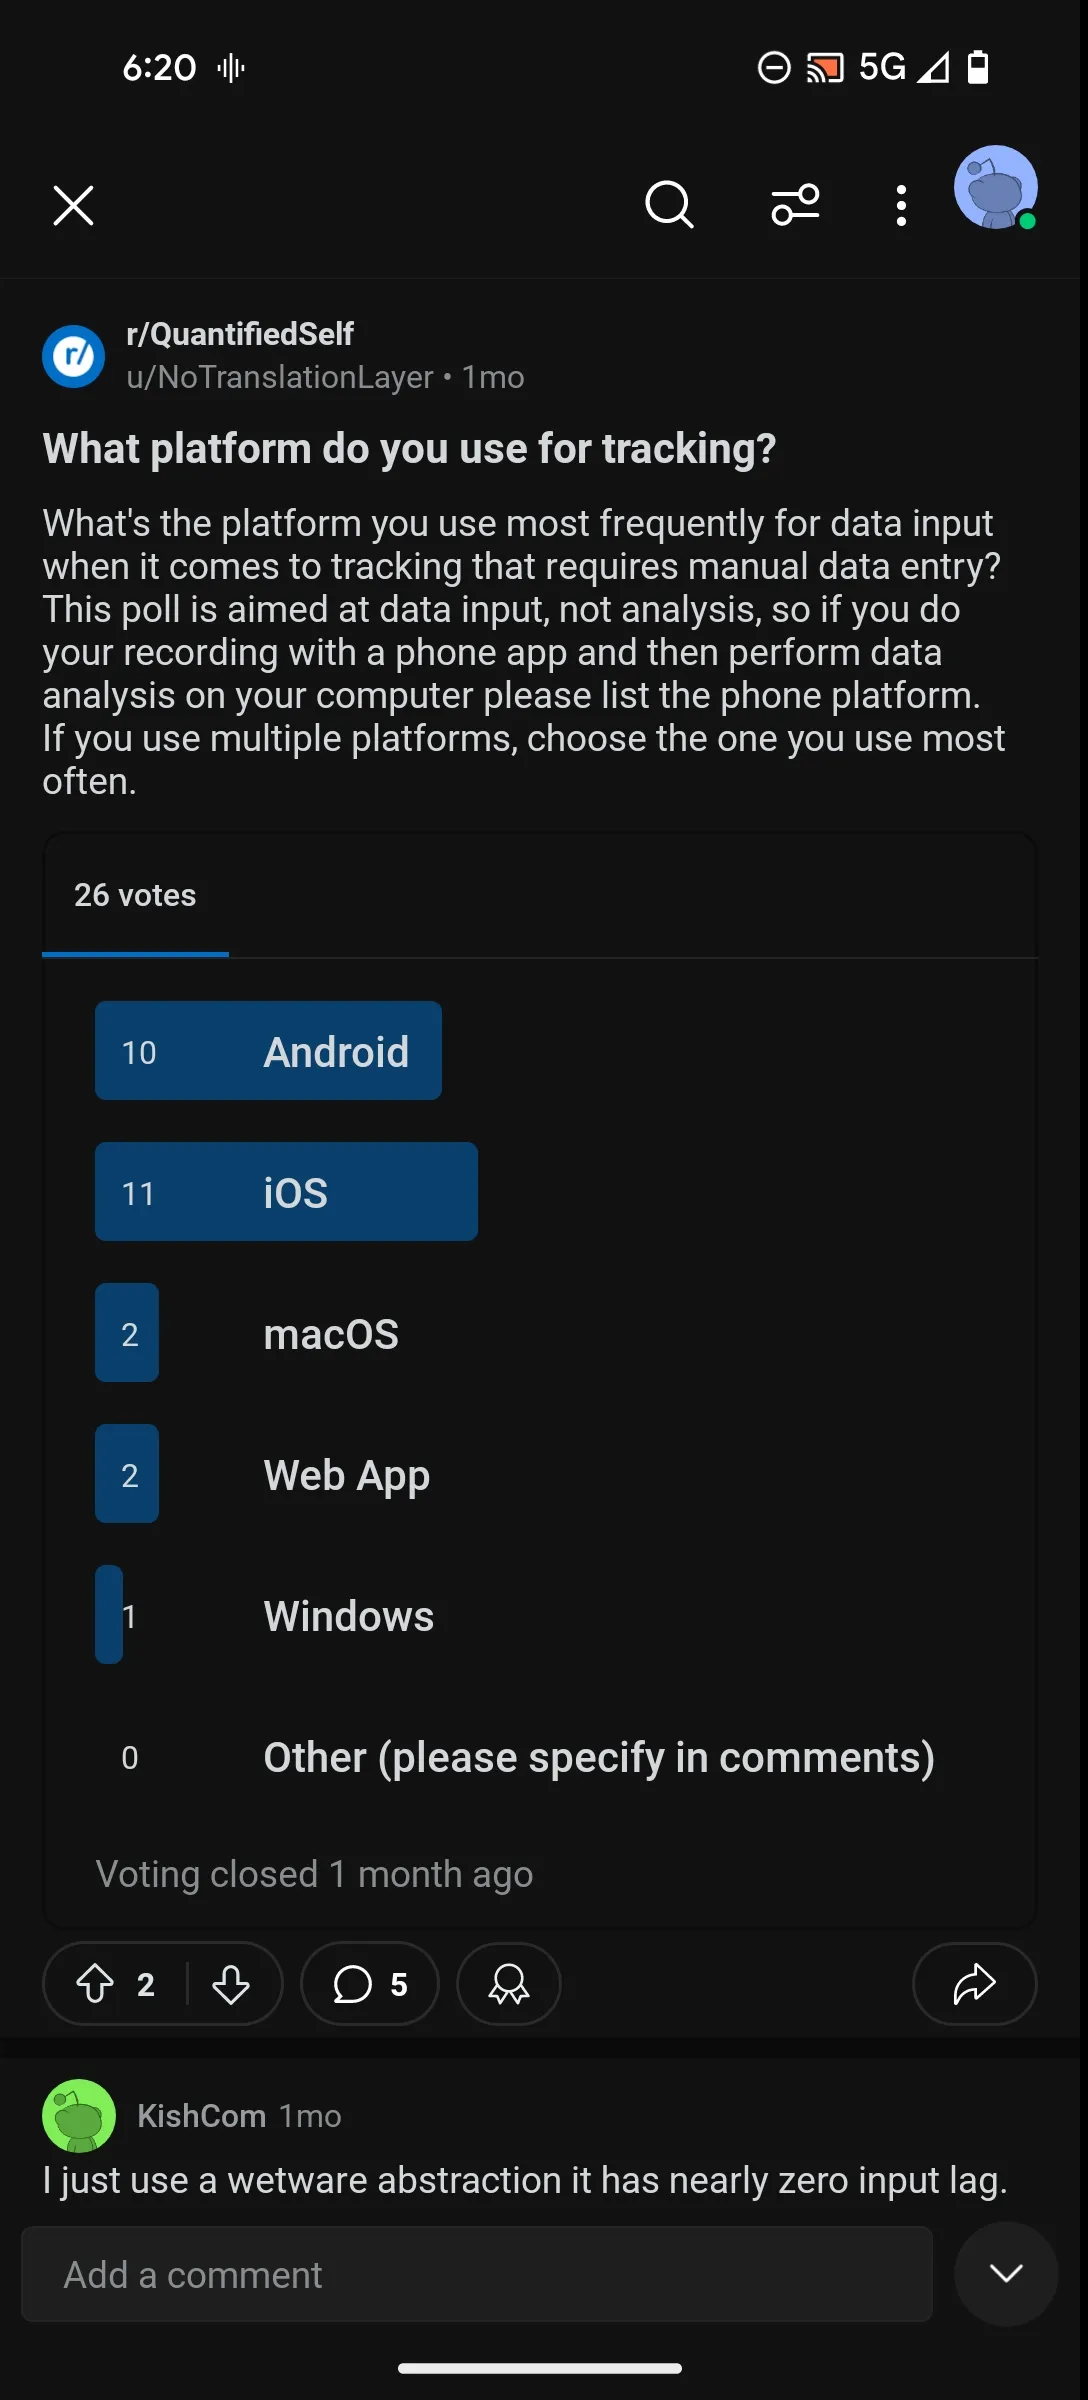 6:20
5G
r/
r/QuantifiedSelf
u/NoTranslationLayer • 1mo
What platform do you use for tracking?
What's the platform you use most frequently for data input
when it comes to tracking that requires manual data entry?
This poll is aimed at data input, not analysis, so if you do
your recording with a phone app and then perform data
analysis on your computer please list the phone platform.
If you use multiple platforms, choose the one you use most
often.
26 votes
10 Android
11 iOS
2 macOS
2 Web App
1 Windows
0 Other (please specify in comments)
Voting closed 1 month ago
2 5
KishCom 1mo
I just use a wetware abstraction it has nearly zero input lag.
Add a comment